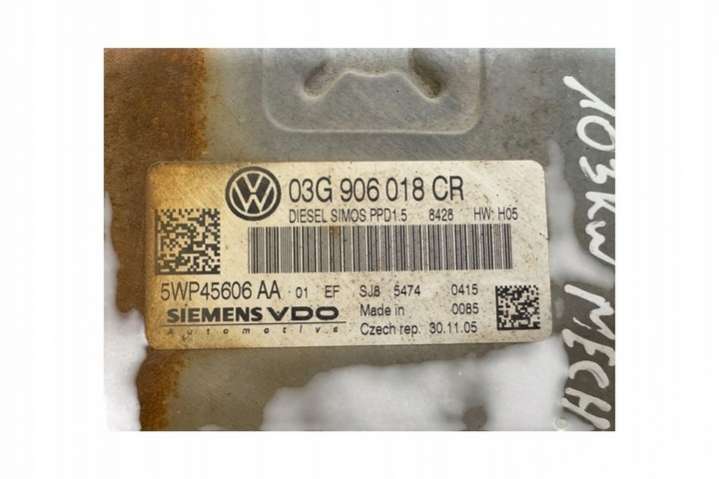 VW 03G 906 018 CR
DIESEL SIMOS PPD1.5 8428 HW: H05
5WP45606 AA 01 EF SJ8 5474 0415
SIEMENS VDO Made in 0085
Automotive Czech rep. 30.11.05
103kw MECH